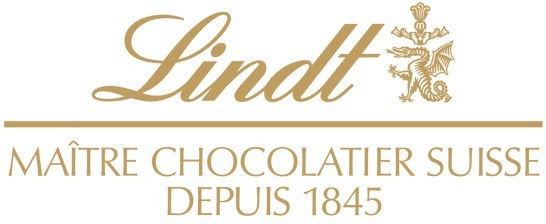 Lindt
MAÎTRE CHOCOLATIER SUISSE
DEPUIS 1845